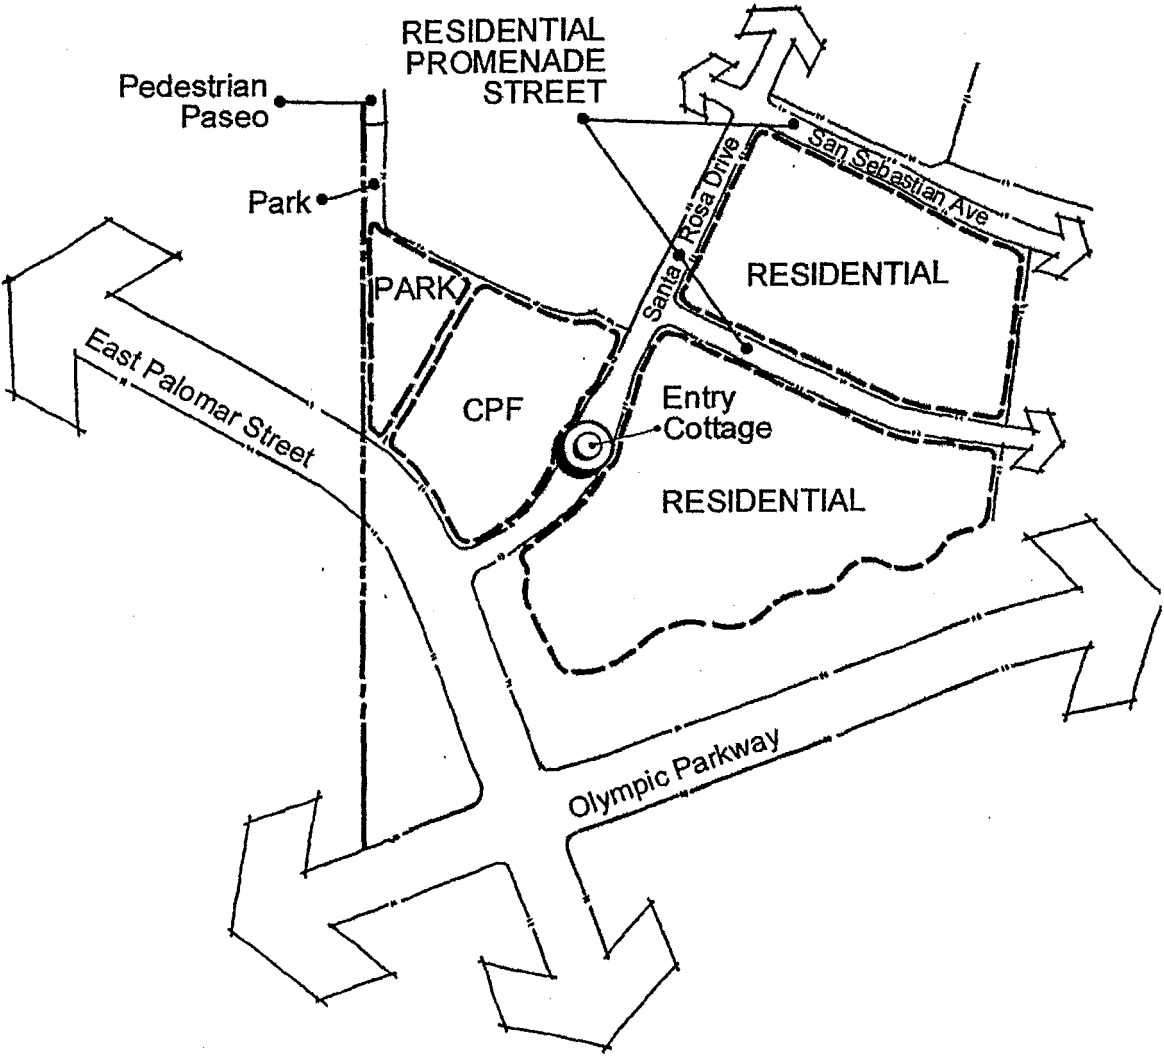 RESIDENTIAL
PROMENADE
STREET
Pedestrian
Paseo
Park
San Sebastian Ave
Santa Rosa Drive
RESIDENTIAL
PARK
East Palomar Street
CPF
Entry
Cottage
RESIDENTIAL
Olympic Parkway